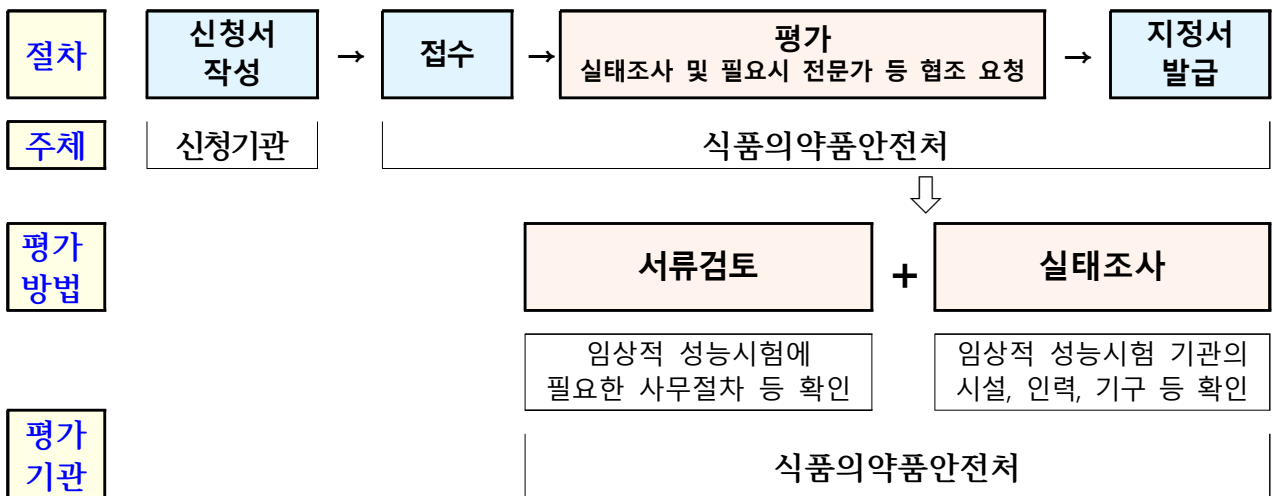 절차
신청서
작성
→
접수
→
평가
실태조사 및 필요시 전문가 등 협조 요청
→
지정서
발급
주체
신청기관
식품의약품안전처
평가
방법
서류검토
+
실태조사
임상적 성능시험에
필요한 사무절차 등 확인
임상적 성능시험 기관의
시설, 인력, 기구 등 확인
평가
기관
식품의약품안전처